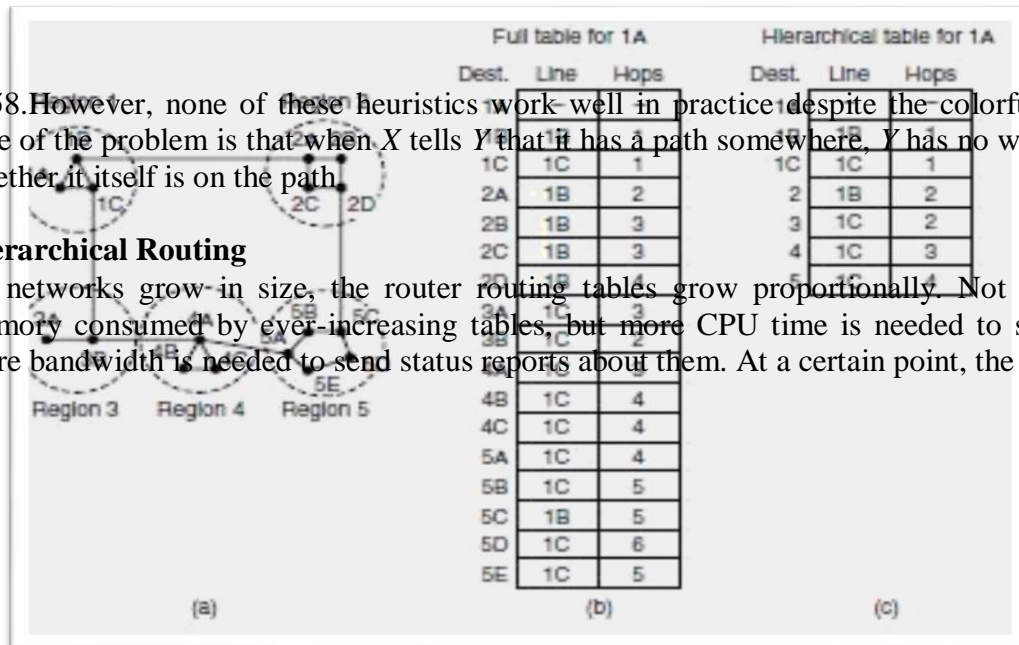 Full table for 1A Hierarchical table for 1A
Dest. Line Hops Dest. Line Hops
58.However, none of these heuristics work well in practice despite the colorf
e of the problem is that when X tells Y that it has a path somewhere, Y has no w
1C 1C 1 1C 1C 1
ether it itself is on the path.
1C 2C 2D 2A 1B 2 2 1B 2
2B 1B 3 3 1C 2
erarchical Routing
2C 1B 3 4 1C 3
networks grow in size, the router routing tables grow proportionally. Not
mory consumed by ever-increasing tables, but more CPU time is needed to s
re bandwidth is needed to send status reports about them. At a certain point, the
5E
Region 3 Region 4 Region 5
4B 1C 4
4C 1C 4
5A 1C 4
5B 1C 5
5C 1B 5
5D 1C 6
5E 1C 5
(a) (b) (c)